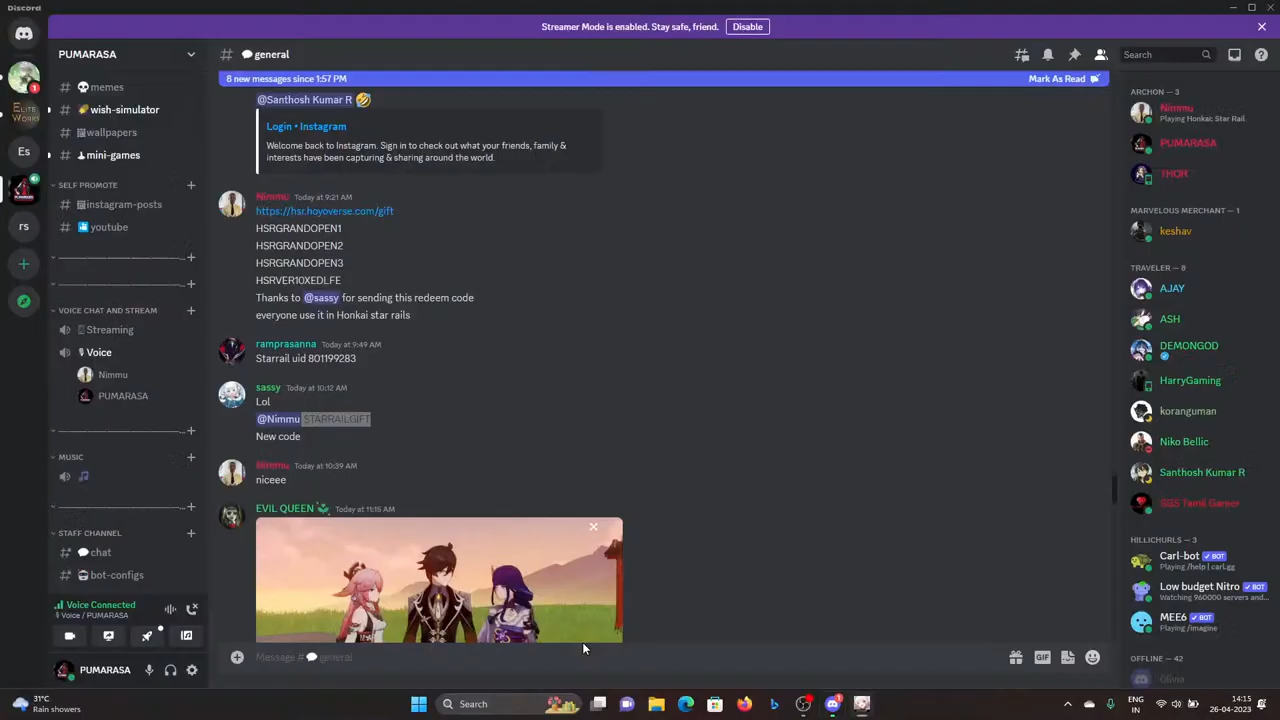 Discord
Streamer Mode is enabled. Stay safe, friend.
Disable
PUMARASA
# general
Search
8 new messages since 1:57 PM
Mark As Read
1
ELITE WORKS
Es
rs
# memes
# wish-simulator
# wallpapers
# mini-games
SELF PROMOTE
# instagram-posts
# youtube
VOICE CHAT AND STREAM
Streaming
Voice
Nimmu
PUMARASA
MUSIC
STAFF CHANNEL
# chat
# bot-configs
Voice Connected
Voice / PUMARASA
PUMARASA
@Santhosh Kumar R
Login • Instagram
Welcome back to Instagram. Sign in to check out what your friends, family &
interests have been capturing & sharing around the world.
Nimmu Today at 9:21 AM
https://hsr.hoyoverse.com/gift
HSRGRANDOPEN1
HSRGRANDOPEN2
HSRGRANDOPEN3
HSRVER10XEDLFE
Thanks to @sassy for sending this redeem code
everyone use it in Honkai star rails
ramprasanna Today at 9:49 AM
Starrail uid 801199283
sassy Today at 10:12 AM
Lol
@Nimmu STARRAILGIFT
New code
Nimmu Today at 10:39 AM
niceee
EVIL QUEEN Today at 11:15 AM
Message # general
GIF
ARCHON — 3
Nimmu
Playing Honkai: Star Rail
PUMARASA
THOR
MARVELOUS MERCHANT — 1
keshav
TRAVELER — 8
AJAY
ASH
DEMONGOD
HarryGaming
koranguman
Niko Bellic
Santhosh Kumar R
SGS Tamil Gamer
HILLICHURLS — 3
Carl-bot BOT
Playing /help | carl.gg
Low budget Nitro BOT
Watching 960000 servers and...
MEE6 BOT
Playing /imagine
OFFLINE — 42
Olivia
31°C
Rain showers
Search
1
ENG
IN
14:15
26-04-2023